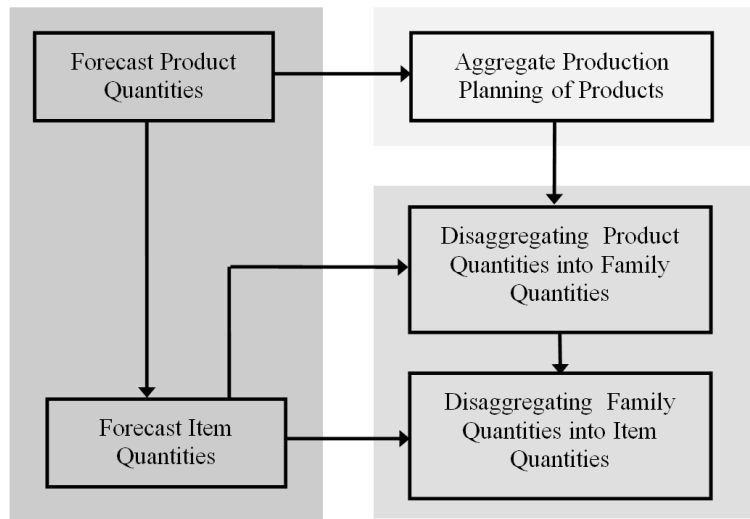 Forecast Product
Quantities
Aggregate Production
Planning of Products
Disaggregating Product
Quantities into Family
Quantities
Forecast Item
Quantities
Disaggregating Family
Quantities into Item
Quantities